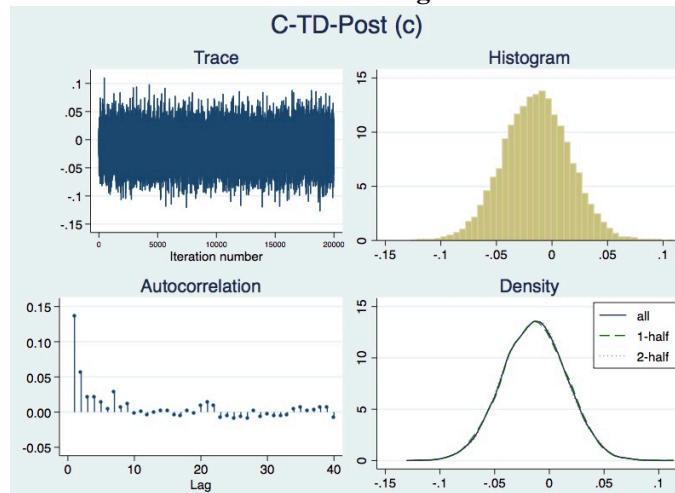 C-TD-Post (c)
Trace
.1
.05
0
-.05
-.1
-.15
0 5000 10000 15000 20000
Iteration number
Histogram
15
10
5
0
-.15 -.1 -.05 0 .05 .1
Autocorrelation
0.15
0.10
0.05
0.00
-0.05
0 10 20 30 40
Lag
Density
all
1-half
2-half
15
10
5
0
-.15 -.1 -.05 0 .05 .1